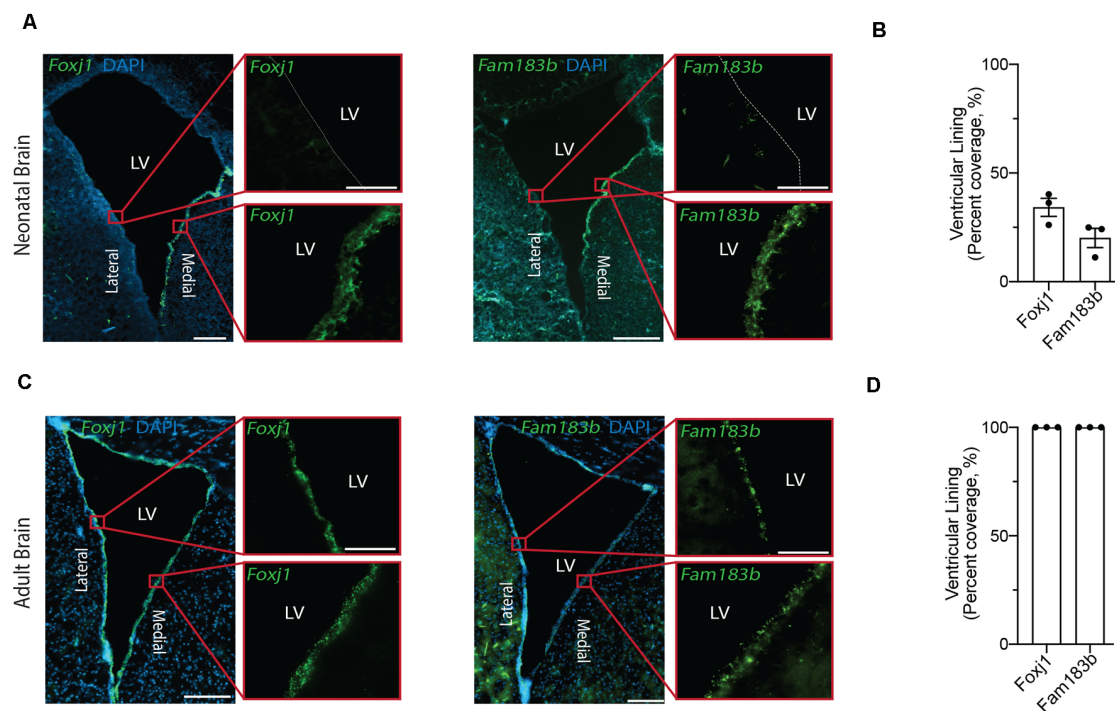 A
Neonatal Brain
Foxj1 DAPI
LV
Lateral
Medial
Foxj1
LV
Foxj1
LV
Fam183b DAPI
LV
Lateral
Medial
Fam183b
LV
Fam183b
LV
B
Ventricular Lining
(Percent coverage, %)
100
50
0
Foxj1
Fam183b
C
Adult Brain
Foxj1 DAPI
LV
Lateral
Medial
Foxj1
LV
Foxj1
LV
Fam183b DAPI
LV
Lateral
Medial
Fam183b
LV
Fam183b
LV
D
Ventricular Lining
(Percent coverage, %)
100
50
0
Foxj1
Fam183b